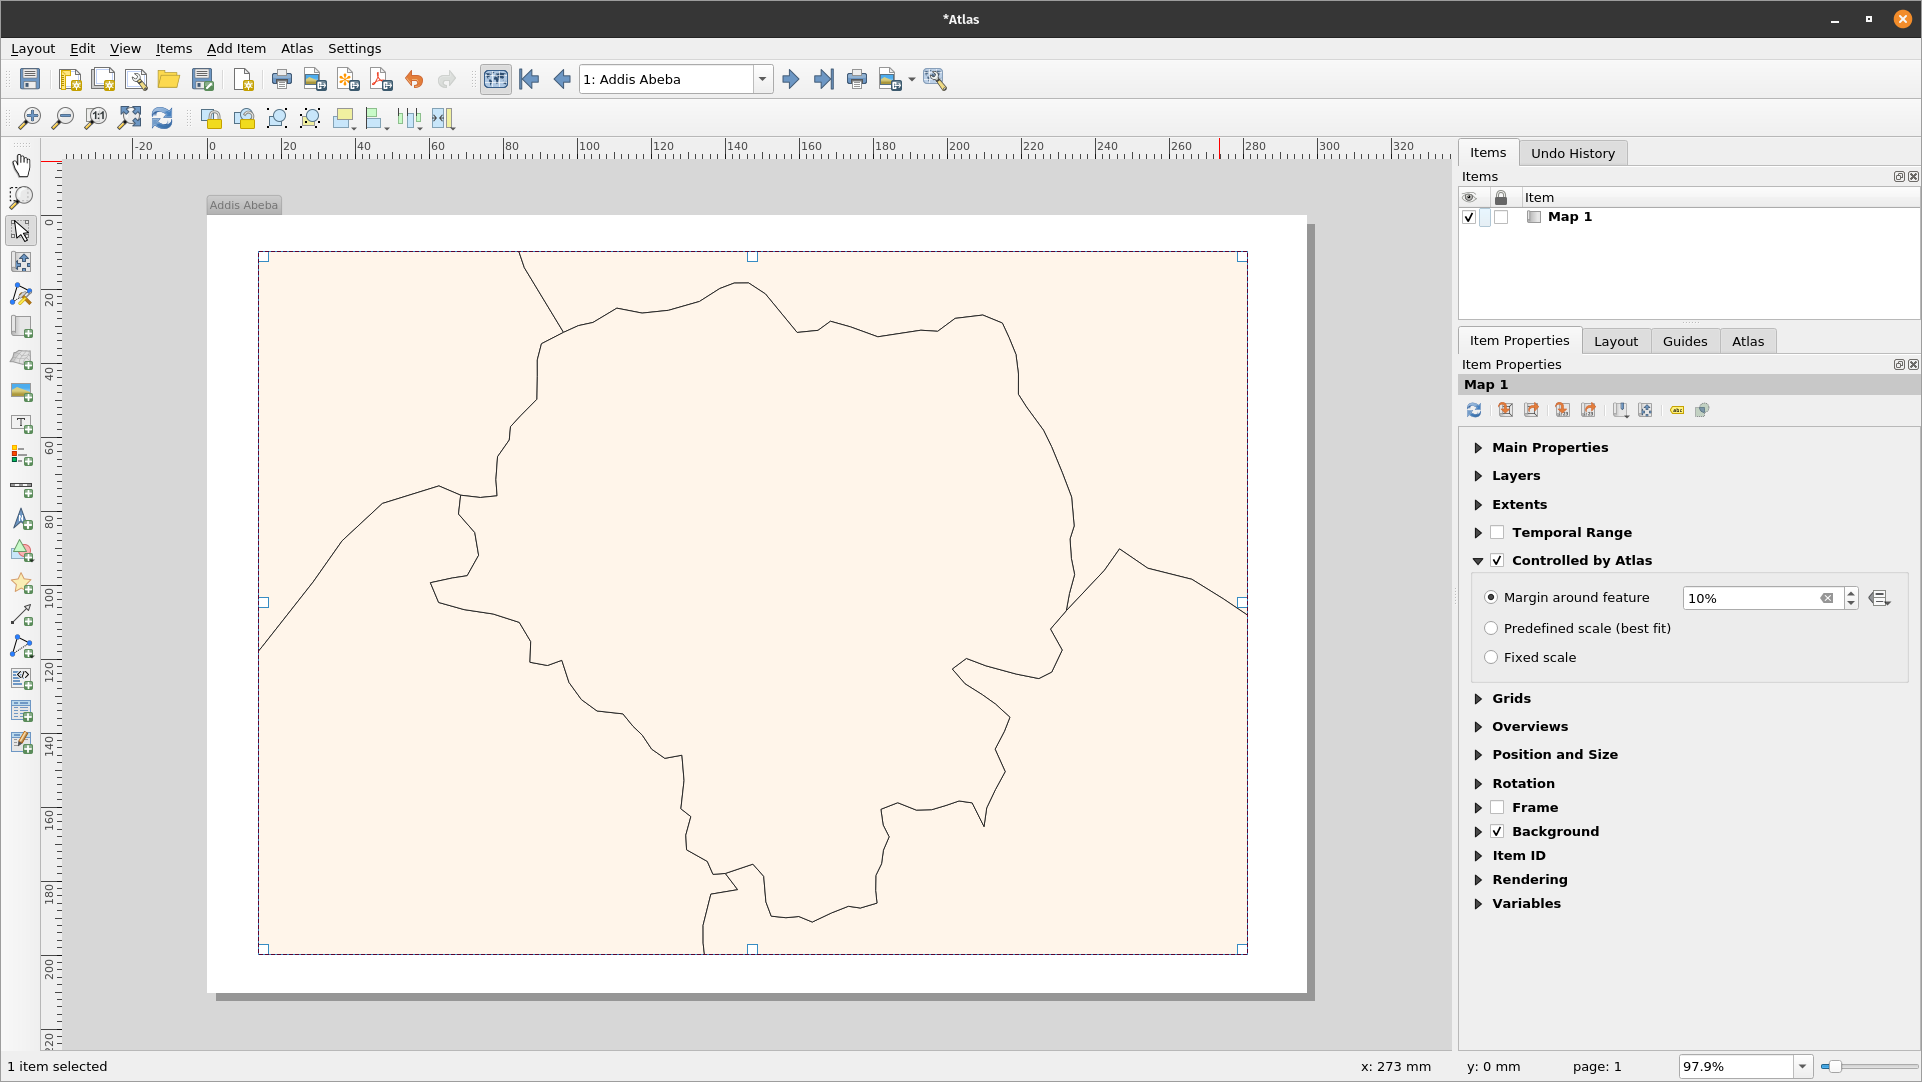 *Atlas
Layout Edit View Items Add Item Atlas Settings
1: Addis Abeba
1:1
-20 0 20 40 60 80 100 120 140 160 180 200 220 240 260 280 300 320
0 20 40 60 80 100 120 140 160 180 200 220
Addis Abeba
Items Undo History
Items
Item
Map 1
Item Properties Layout Guides Atlas
Item Properties
Map 1
abc
Main Properties
Layers
Extents
Temporal Range
Controlled by Atlas
Margin around feature 10%
Predefined scale (best fit)
Fixed scale
Grids
Overviews
Position and Size
Rotation
Frame
Background
Item ID
Rendering
Variables
1 item selected x: 273 mm y: 0 mm page: 1 97.9%